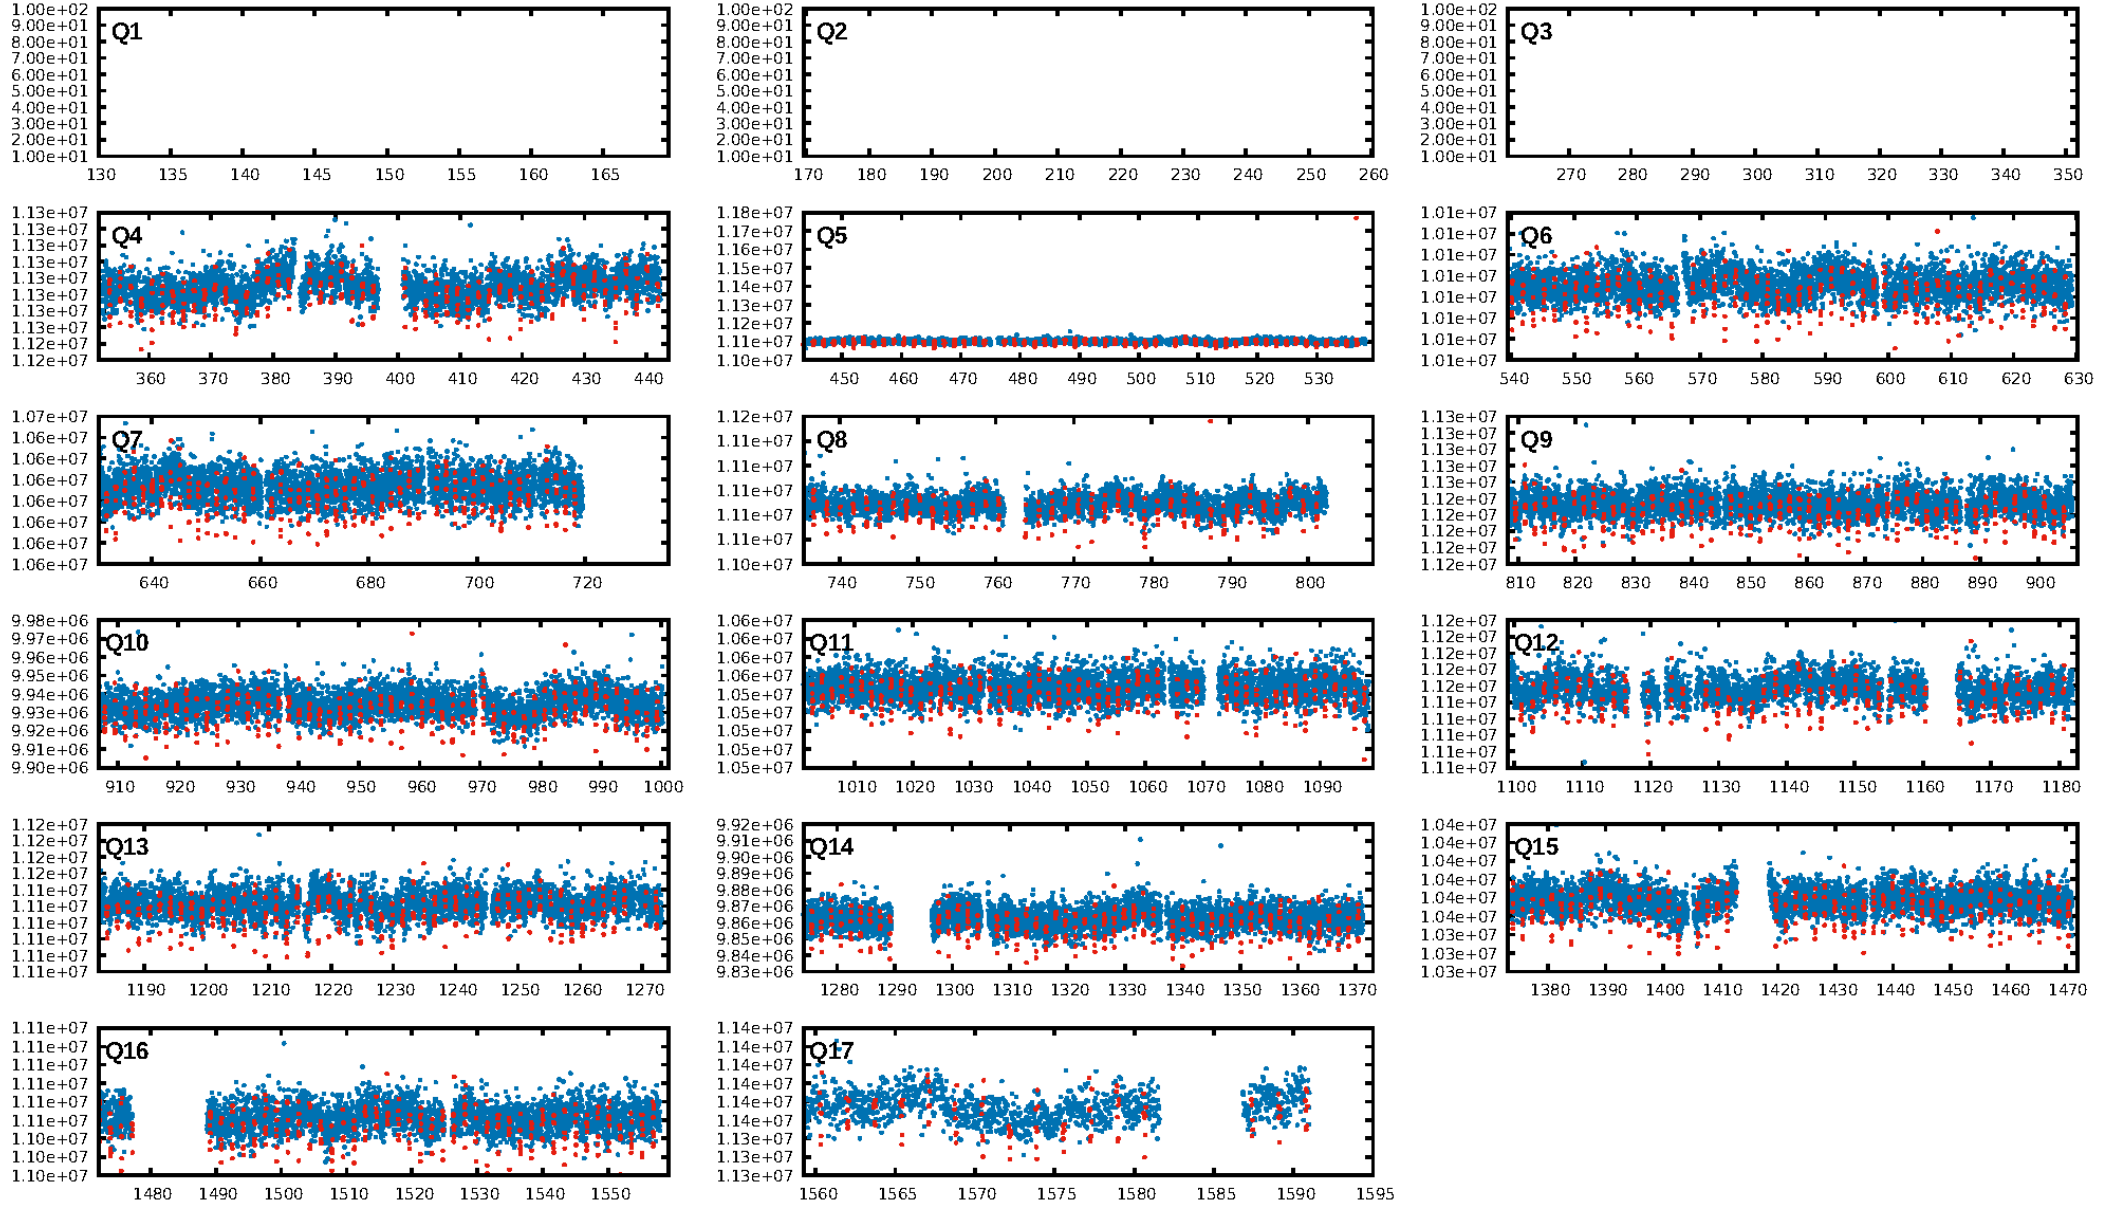 Q1
1.00e+02
9.00e+01
8.00e+01
7.00e+01
6.00e+01
5.00e+01
4.00e+01
3.00e+01
2.00e+01
1.00e+01
130 135 140 145 150 155 160 165
Q2
1.00e+02
9.00e+01
8.00e+01
7.00e+01
6.00e+01
5.00e+01
4.00e+01
3.00e+01
2.00e+01
1.00e+01
170 180 190 200 210 220 230 240 250 260
Q3
1.00e+02
9.00e+01
8.00e+01
7.00e+01
6.00e+01
5.00e+01
4.00e+01
3.00e+01
2.00e+01
1.00e+01
270 280 290 300 310 320 330 340 350
Q4
1.13e+07
1.13e+07
1.13e+07
1.13e+07
1.13e+07
1.13e+07
1.13e+07
1.13e+07
1.12e+07
1.12e+07
360 370 380 390 400 410 420 430 440
Q5
1.18e+07
1.17e+07
1.16e+07
1.15e+07
1.14e+07
1.13e+07
1.12e+07
1.11e+07
1.10e+07
450 460 470 480 490 500 510 520 530
Q6
1.01e+07
1.01e+07
1.01e+07
1.01e+07
1.01e+07
1.01e+07
1.01e+07
1.01e+07
540 550 560 570 580 590 600 610 620 630
Q7
1.07e+07
1.06e+07
1.06e+07
1.06e+07
1.06e+07
1.06e+07
1.06e+07
1.06e+07
640 660 680 700 720
Q8
1.12e+07
1.11e+07
1.11e+07
1.11e+07
1.11e+07
1.11e+07
1.10e+07
740 750 760 770 780 790 800
Q9
1.13e+07
1.13e+07
1.13e+07
1.13e+07
1.13e+07
1.12e+07
1.12e+07
1.12e+07
1.12e+07
1.12e+07
810 820 830 840 850 860 870 880 890 900
Q10
9.98e+06
9.97e+06
9.96e+06
9.95e+06
9.94e+06
9.93e+06
9.92e+06
9.91e+06
9.90e+06
910 920 930 940 950 960 970 980 990 1000
Q11
1.06e+07
1.06e+07
1.06e+07
1.06e+07
1.05e+07
1.05e+07
1.05e+07
1.05e+07
1.05e+07
1010 1020 1030 1040 1050 1060 1070 1080 1090
Q12
1.12e+07
1.12e+07
1.12e+07
1.12e+07
1.12e+07
1.12e+07
1.11e+07
1.11e+07
1.11e+07
1.11e+07
1100 1110 1120 1130 1140 1150 1160 1170 1180
Q13
1.12e+07
1.12e+07
1.12e+07
1.12e+07
1.11e+07
1.11e+07
1.11e+07
1.11e+07
1.11e+07
1.11e+07
1190 1200 1210 1220 1230 1240 1250 1260 1270
Q14
9.92e+06
9.91e+06
9.90e+06
9.89e+06
9.88e+06
9.87e+06
9.86e+06
9.85e+06
9.84e+06
9.83e+06
1280 1290 1300 1310 1320 1330 1340 1350 1360 1370
Q15
1.04e+07
1.04e+07
1.04e+07
1.04e+07
1.04e+07
1.04e+07
1.03e+07
1.03e+07
1.03e+07
1380 1390 1400 1410 1420 1430 1440 1450 1460 1470
Q16
1.11e+07
1.11e+07
1.11e+07
1.11e+07
1.11e+07
1.11e+07
1.10e+07
1.10e+07
1.10e+07
1480 1490 1500 1510 1520 1530 1540 1550
Q17
1.14e+07
1.14e+07
1.14e+07
1.14e+07
1.14e+07
1.14e+07
1.13e+07
1.13e+07
1.13e+07
1560 1565 1570 1575 1580 1585 1590 1595